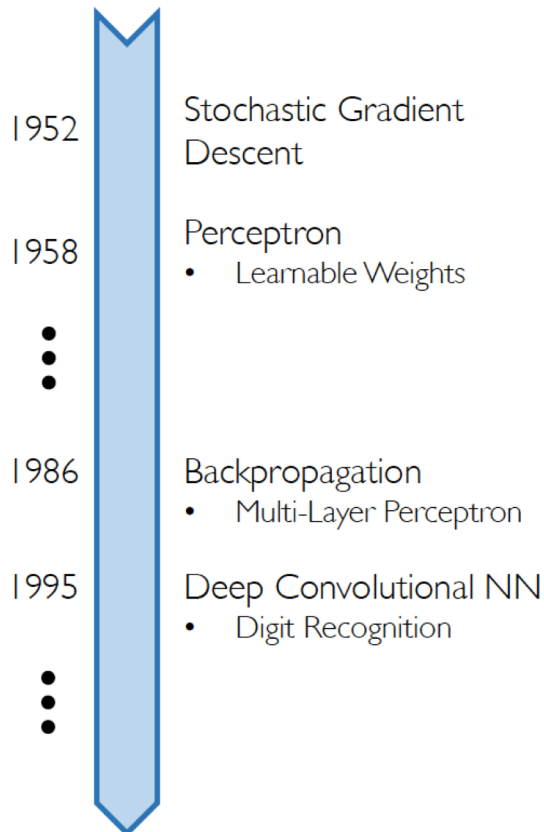 1952
Stochastic Gradient
Descent
1958
Perceptron
• Learnable Weights
1986
Backpropagation
• Multi-Layer Perceptron
1995
Deep Convolutional NN
• Digit Recognition